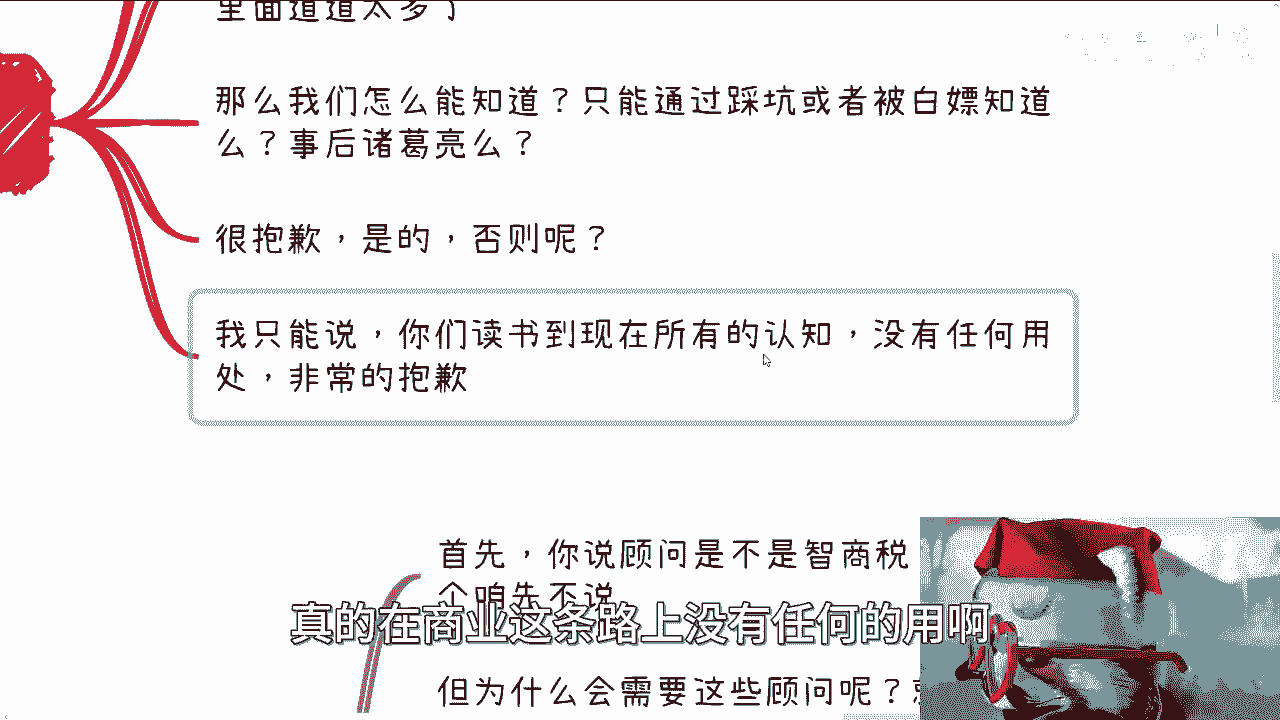 里面道道太多了
那么我们怎么能知道？只能通过踩坑或者被白嫖知道
么？事后诸葛亮么？
很抱歉，是的，否则呢？
我只能说，你们读书到现在所有的认知，没有任何用
处，非常的抱歉
首先，你说顾问是不是智商税
个咱先不说
真的在商业这条路上没有任何的用啊
但为什么会需要这些顾问呢？